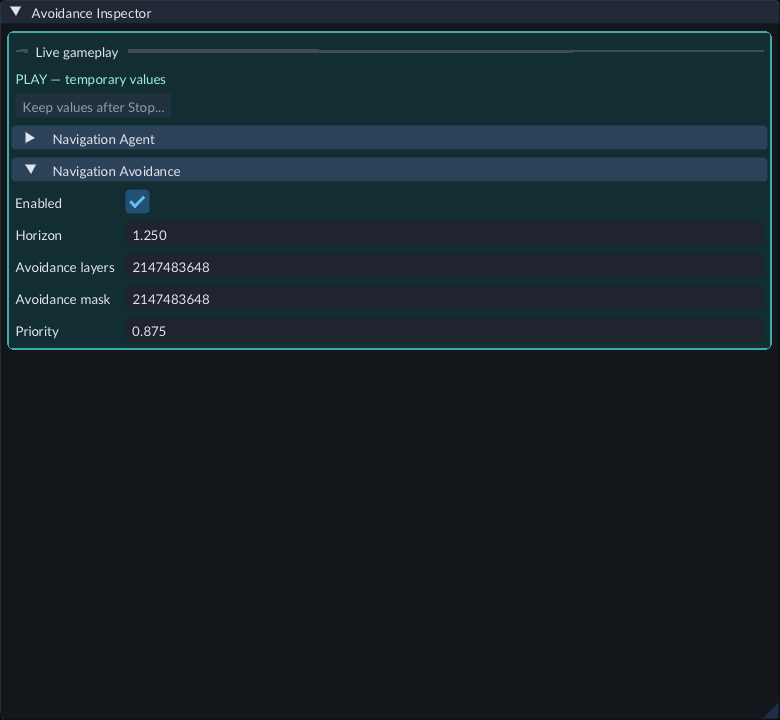 Avoidance Inspector
Live gameplay
PLAY — temporary values
Keep values after Stop...
Navigation Agent
Navigation Avoidance
Enabled
Horizon 1.250
Avoidance layers 2147483648
Avoidance mask 2147483648
Priority 0.875